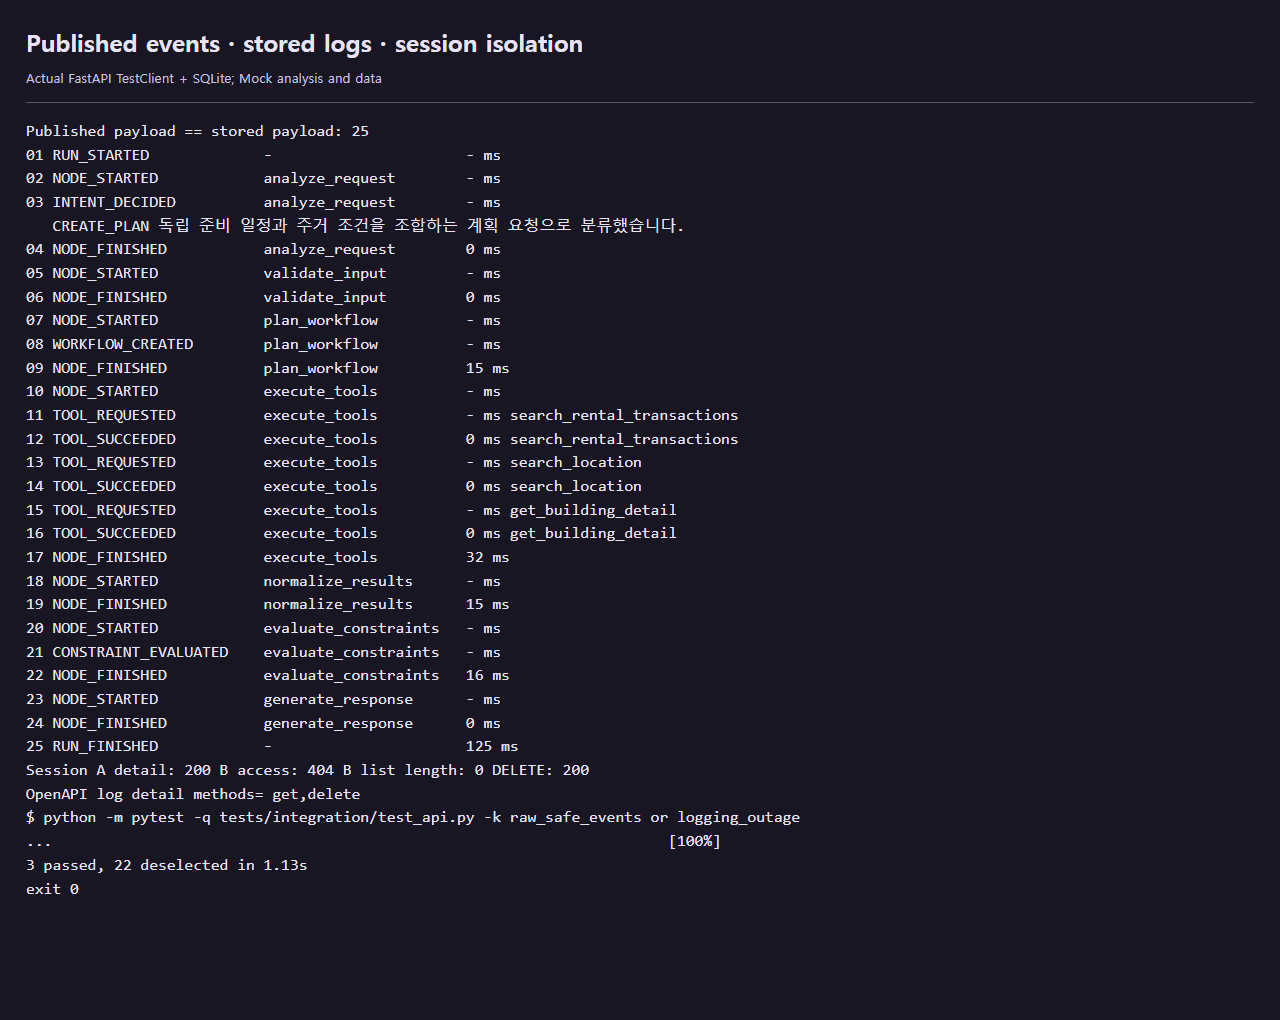 Published events · stored logs · session isolation
Actual FastAPI TestClient + SQLite; Mock analysis and data
Published payload == stored payload: 25
01 RUN_STARTED             -                      - ms
02 NODE_STARTED            analyze_request        - ms
03 INTENT_DECIDED          analyze_request        - ms
   CREATE_PLAN 독립 준비 일정과 주거 조건을 조합하는 계획 요청으로 분류했습니다.
04 NODE_FINISHED           analyze_request        0 ms
05 NODE_STARTED            validate_input         - ms
06 NODE_FINISHED           validate_input         0 ms
07 NODE_STARTED            plan_workflow          - ms
08 WORKFLOW_CREATED        plan_workflow          - ms
09 NODE_FINISHED           plan_workflow          15 ms
10 NODE_STARTED            execute_tools          - ms
11 TOOL_REQUESTED          execute_tools          - ms search_rental_transactions
12 TOOL_SUCCEEDED          execute_tools          0 ms search_rental_transactions
13 TOOL_REQUESTED          execute_tools          - ms search_location
14 TOOL_SUCCEEDED          execute_tools          0 ms search_location
15 TOOL_REQUESTED          execute_tools          - ms get_building_detail
16 TOOL_SUCCEEDED          execute_tools          0 ms get_building_detail
17 NODE_FINISHED           execute_tools          32 ms
18 NODE_STARTED            normalize_results      - ms
19 NODE_FINISHED           normalize_results      15 ms
20 NODE_STARTED            evaluate_constraints   - ms
21 CONSTRAINT_EVALUATED    evaluate_constraints   - ms
22 NODE_FINISHED           evaluate_constraints   16 ms
23 NODE_STARTED            generate_response      - ms
24 NODE_FINISHED           generate_response      0 ms
25 RUN_FINISHED            -                      125 ms
Session A detail: 200 B access: 404 B list length: 0 DELETE: 200
OpenAPI log detail methods= get,delete
$ python -m pytest -q tests/integration/test_api.py -k raw_safe_events or logging_outage
...                                                                      [100%]
3 passed, 22 deselected in 1.13s
exit 0